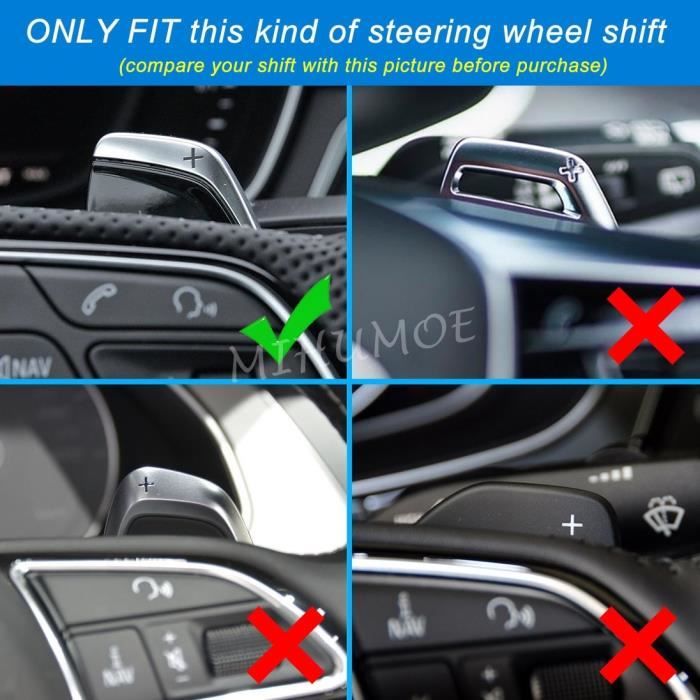 ONLY FIT this kind of steering wheel shift
(compare your shift with this picture before purchase)
+
+
NAV
MIHUMOE
+
+
NAV
NAV
+